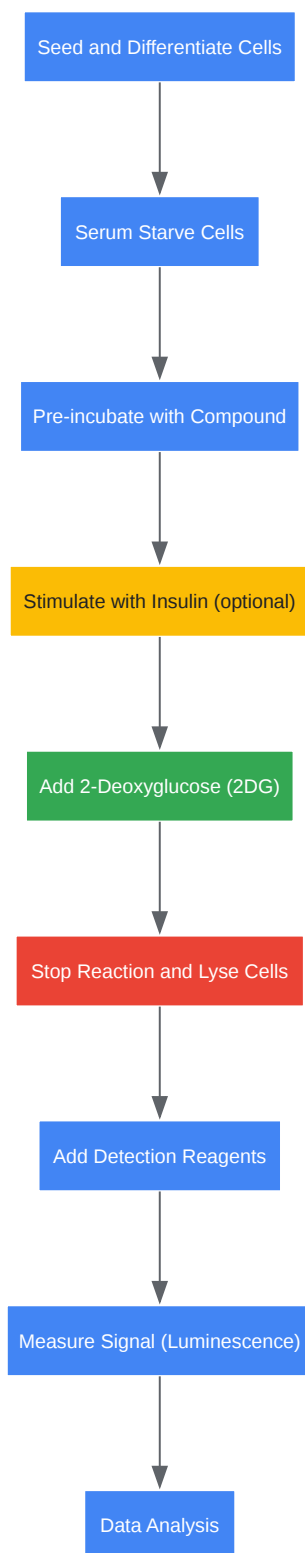 Seed and Differentiate Cells
Serum Starve Cells
Pre-incubate with Compound
Stimulate with Insulin (optional)
Add 2-Deoxyglucose (2DG)
Stop Reaction and Lyse Cells
Add Detection Reagents
Measure Signal (Luminescence)
Data Analysis